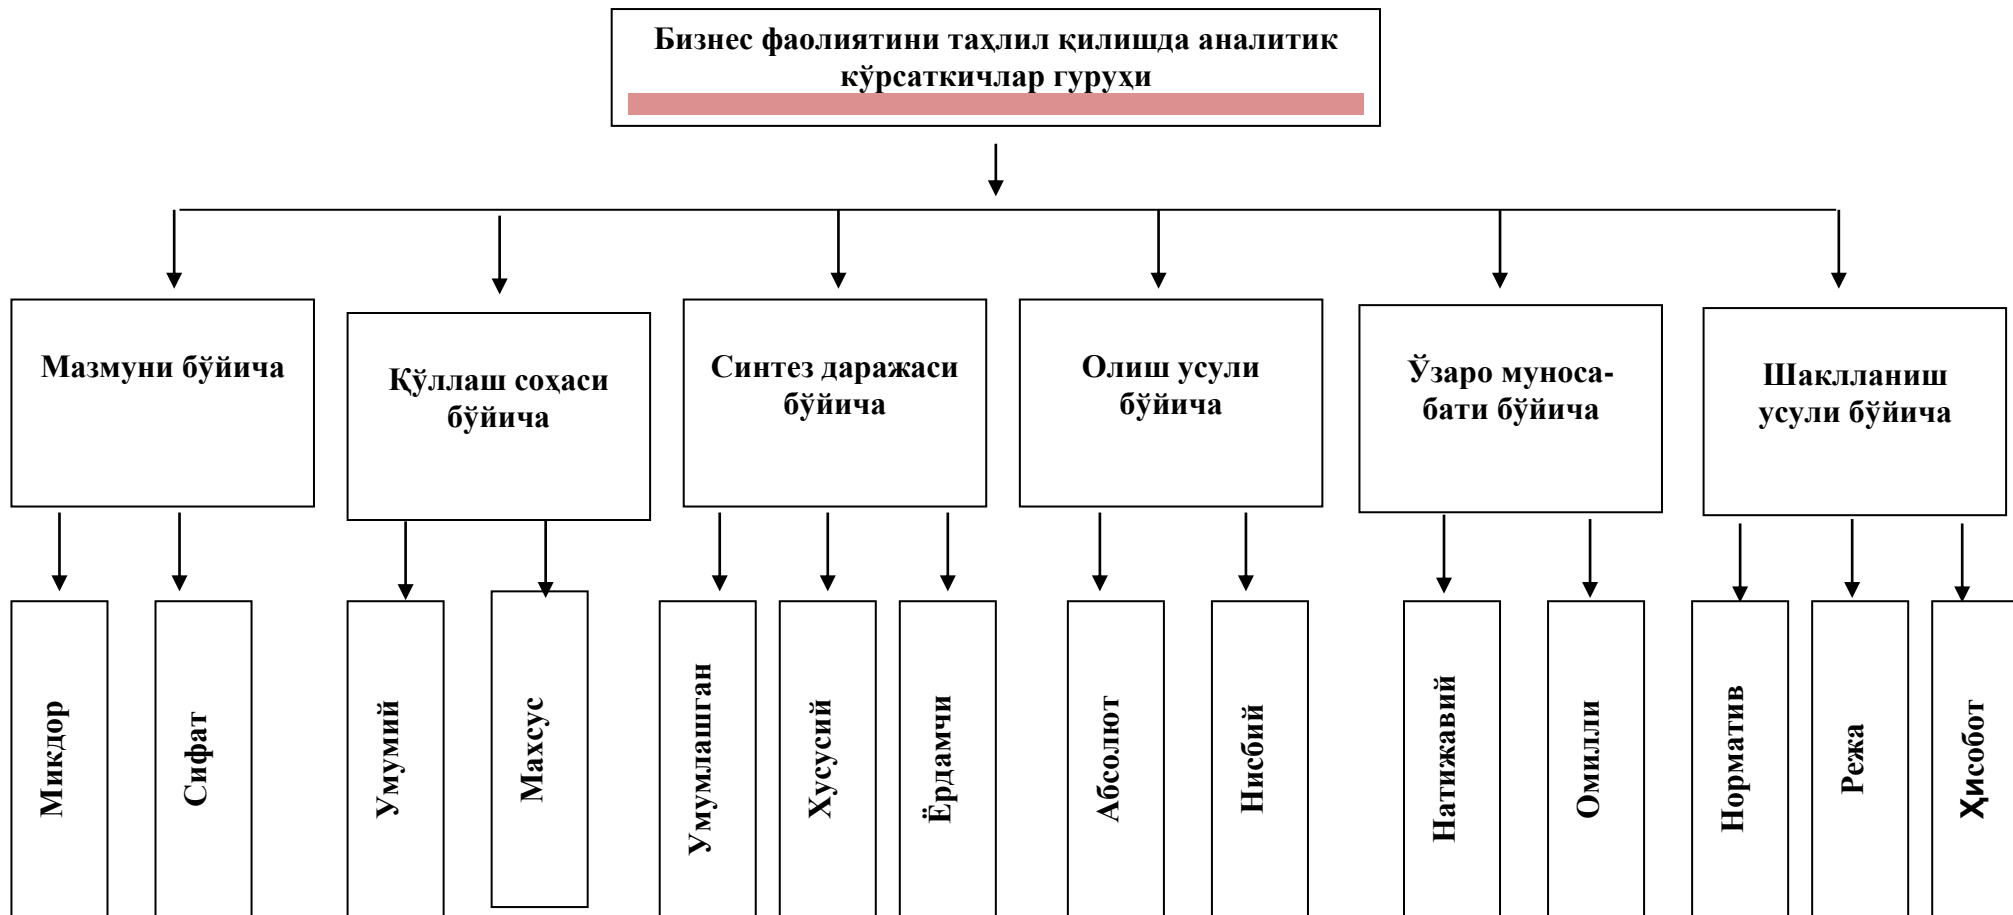 Бизнес фаолиятини таҳлил қилишда аналитик
кўрсаткичлар гуруҳи
Мазмуни бўйича
Қўллаш соҳаси
бўйича
Синтез даражаси
бўйича
Олиш усули
бўйича
Ўзаро муноса-
бати бўйича
Шаклланиш
усули бўйича
Микдор
Сифат
Умумий
Махсус
Умумлашган
Хусусий
Ёрдамчи
Абсолют
Нисбий
Натижавий
Омилли
Норматив
Режа
Ҳисобот